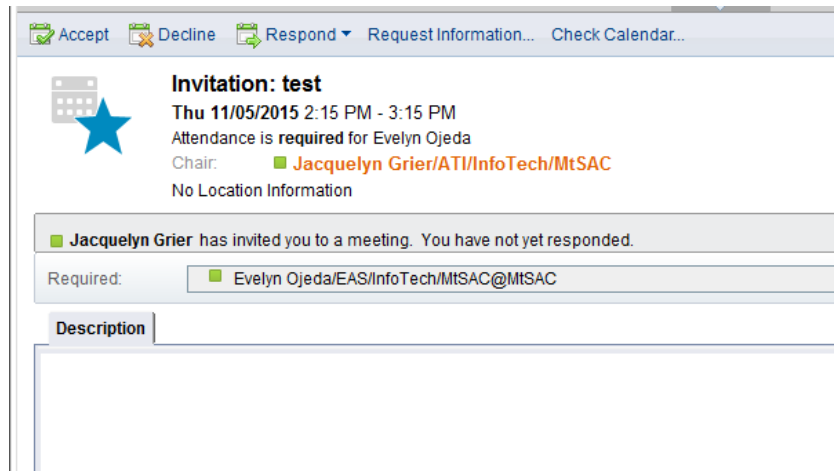 Accept Decline Respond Request Information... Check Calendar...
Invitation: test
Thu 11/05/2015 2:15 PM - 3:15 PM
Attendance is required for Evelyn Ojeda
Chair: Jacquelyn Grier/ATI/InfoTech/MtSAC
No Location Information
Jacquelyn Grier has invited you to a meeting. You have not yet responded.
Required: Evelyn Ojeda/EAS/InfoTech/MtSAC@MtSAC
Description